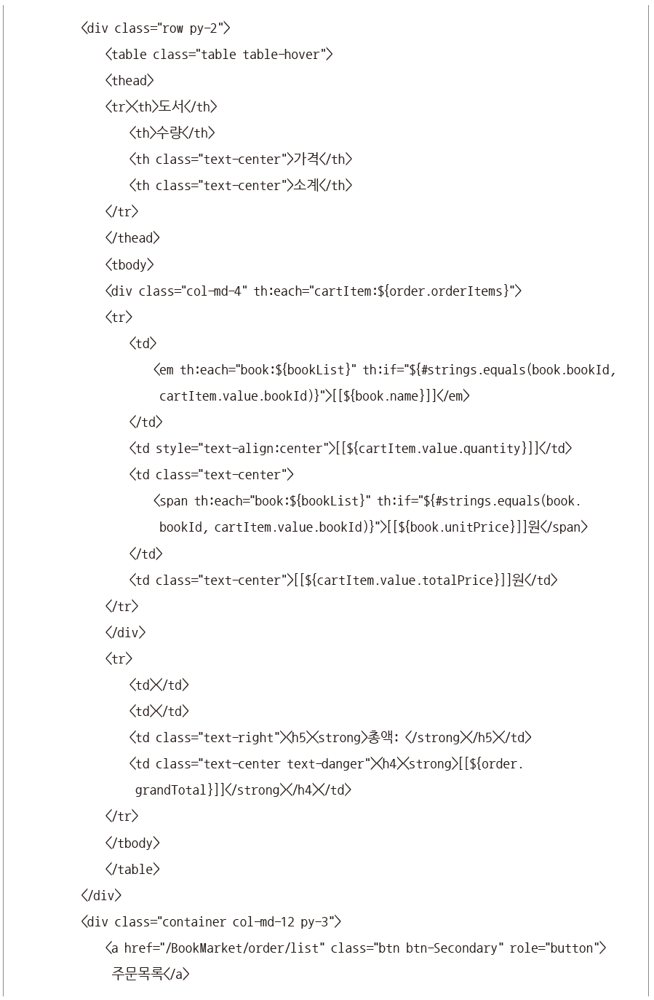 <div class="row py-2">
<table class="table table-hover">
<thead>
<tr><th>도서</th>
<th>수량</th>
<th class="text-center">가격</th>
<th class="text-center">소계</th>
</tr>
</thead>
<tbody>
<div class="col-md-4" th:each="cartItem:${order.orderItems}">
<tr>
<td>
<em th:each="book:${bookList}" th:if="${#strings.equals(book.bookId,
cartItem.value.bookId)}">[[${book.name}]]</em>
</td>
<td style="text-align:center">[[${cartItem.value.quantity}]]</td>
<td class="text-center">
<span th:each="book:${bookList}" th:if="${#strings.equals(book.
bookId, cartItem.value.bookId)}">[[${book.unitPrice}]]원</span>
</td>
<td class="text-center">[[${cartItem.value.totalPrice}]]원</td>
</tr>
</div>
<tr>
<td></td>
<td></td>
<td class="text-right"><h5><strong>총액: </strong></h5></td>
<td class="text-center text-danger"><h4><strong>[[${order.
grandTotal}]]</strong></h4></td>
</tr>
</tbody>
</table>
</div>
<div class="container col-md-12 py-3">
<a href="/BookMarket/order/list" class="btn btn-Secondary" role="button">
주문목록</a>